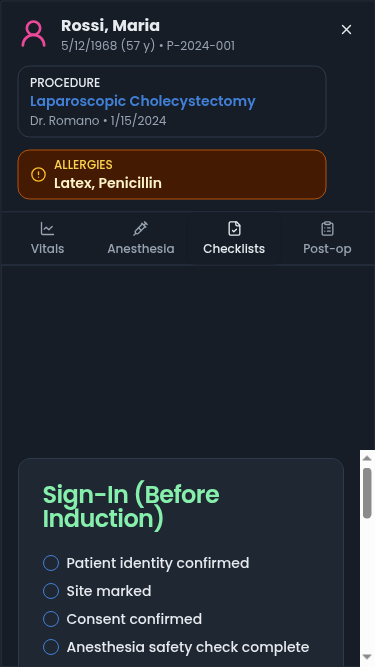 Rossi, Maria
5/12/1968 (57 y) • P-2024-001
PROCEDURE
Laparoscopic Cholecystectomy
Dr. Romano • 1/15/2024
ALLERGIES
Latex, Penicillin
Vitals
Anesthesia
Checklists
Post-op
Sign-In (Before
Induction)
Patient identity confirmed
Site marked
Consent confirmed
Anesthesia safety check complete